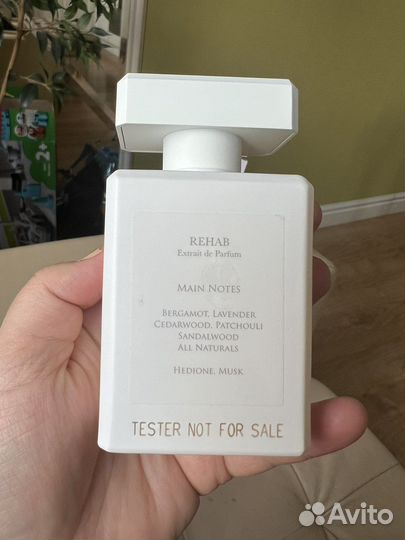 2+
REHAB
Extrait de Parfum
MAIN NOTES
BERGAMOT, LAVENDER
CEDARWOOD, PATCHOULI
SANDALWOOD
ALL NATURALS
HEDIONE, MUSK
TESTER NOT FOR SALE
Avito